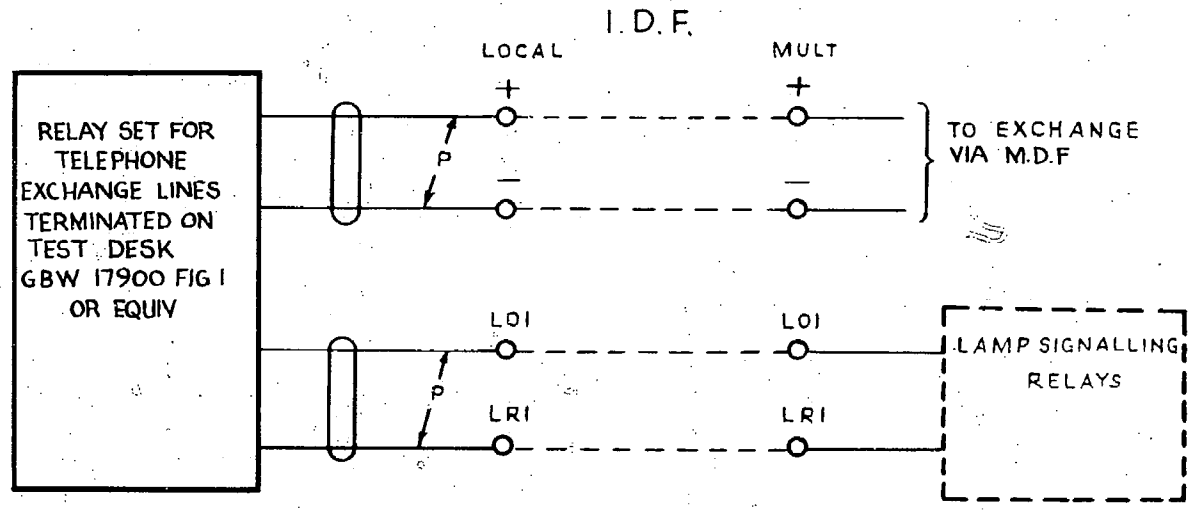 I.D.F.
LOCAL
MULT
+
+
RELAY SET FOR
TELEPHONE
EXCHANGE LINES
TERMINATED ON
TEST DESK
GBW 17900 FIG 1
OR EQUIV
P
TO EXCHANGE
VIA M.D.F
−
−
LO1
LO1
LAMP SIGNALLING
RELAYS
P
LR1
LR1